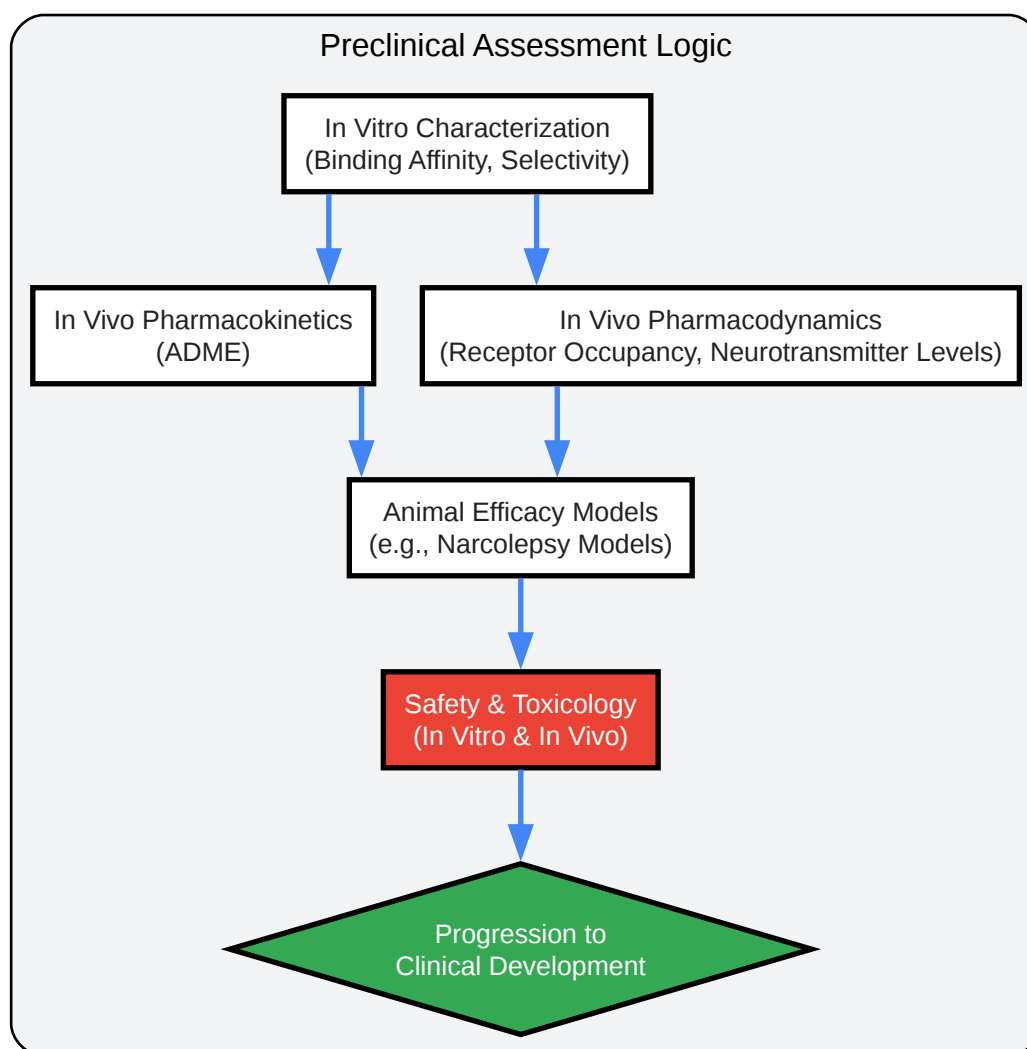 Preclinical Assessment Logic
In Vitro Characterization
(Binding Affinity, Selectivity)
In Vivo Pharmacokinetics
(ADME)
In Vivo Pharmacodynamics
(Receptor Occupancy, Neurotransmitter Levels)
Animal Efficacy Models
(e.g., Narcolepsy Models)
Safety & Toxicology
(In Vitro & In Vivo)
Progression to
Clinical Development